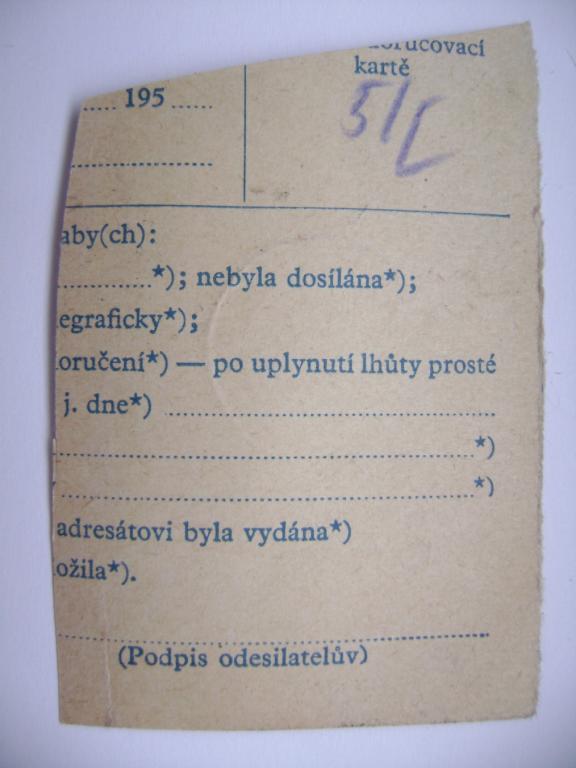 oručovací
kartě
..... 195 ......
51/
aby(ch):
............*); nebyla dosílána*);
egraficky*);
oručení*) — po uplynutí lhůty prosté
j. dne*) ..............................
*)
*)
adresátovi byla vydána*)
ožila*).
(Podpis odesilatelův)